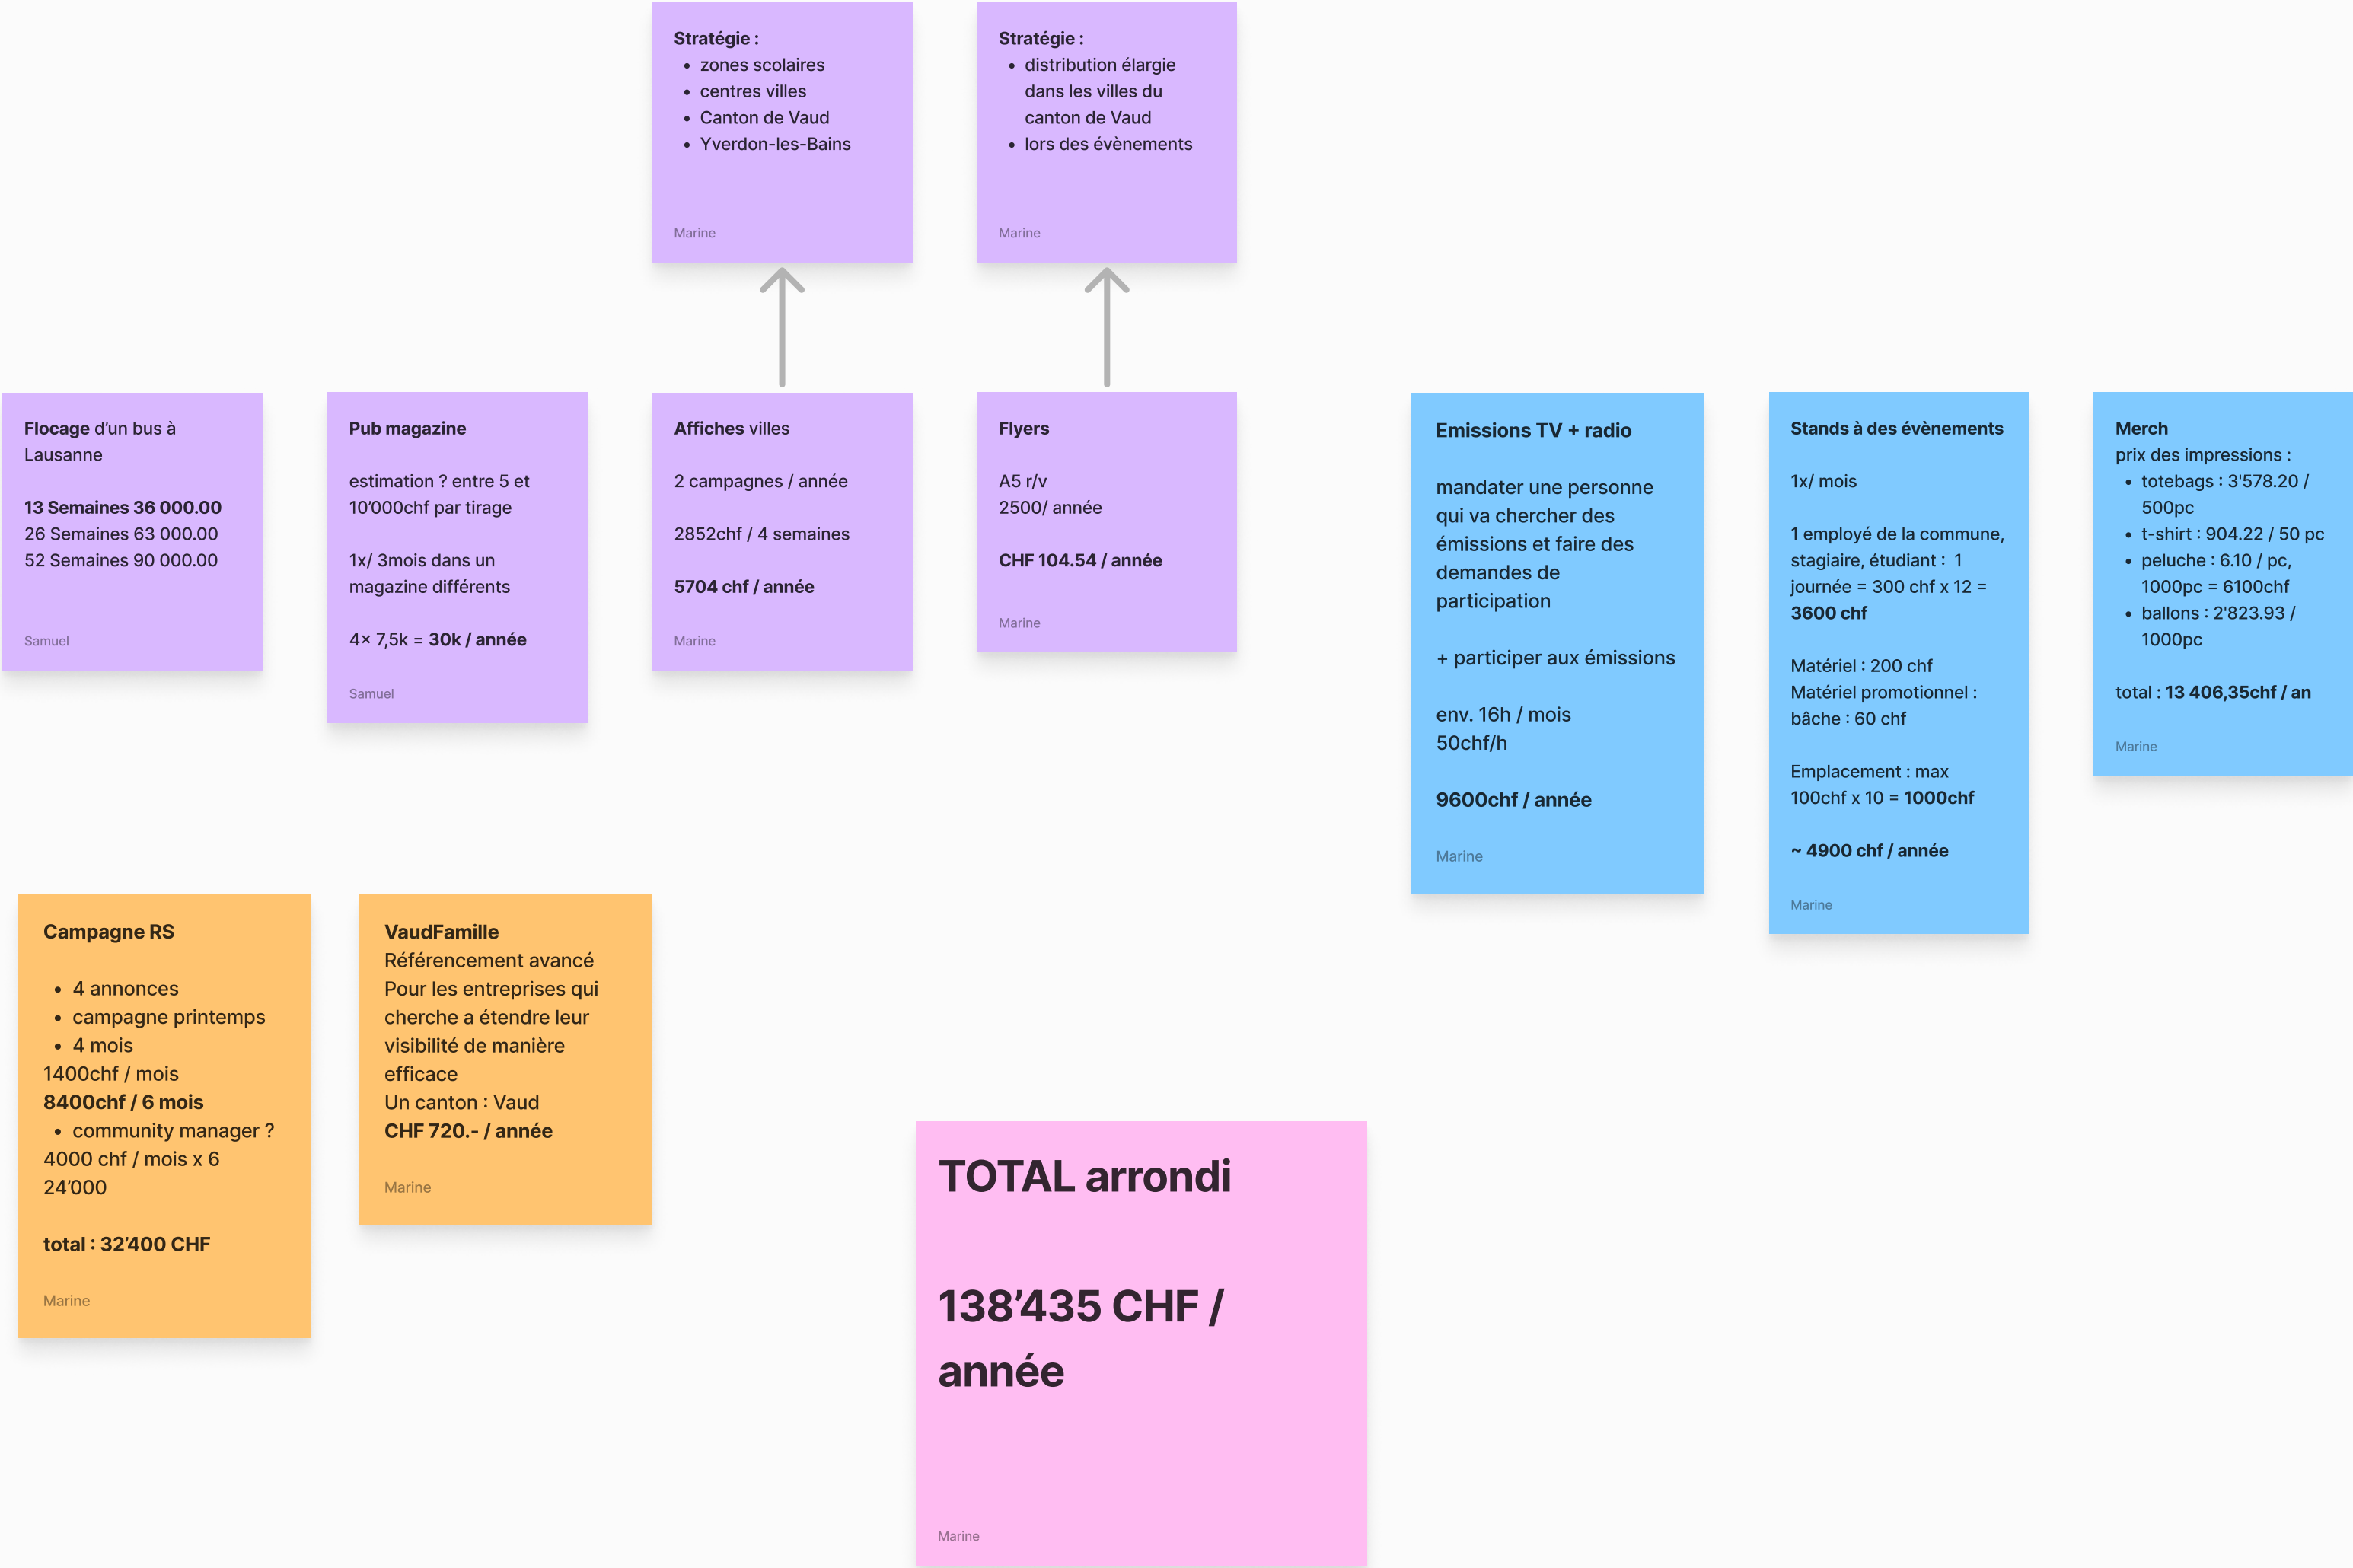 Stratégie :
• zones scolaires
• centres villes
• Canton de Vaud
• Yverdon-les-Bains
Marine
Stratégie :
• distribution élargie
dans les villes du
canton de Vaud
• lors des évènements
Marine
Flocage d’un bus à
Lausanne
13 Semaines 36 000.00
26 Semaines 63 000.00
52 Semaines 90 000.00
Samuel
Pub magazine
estimation ? entre 5 et
10’000chf par tirage
1x/ 3mois dans un
magazine différents
4x 7,5k = 30k / année
Samuel
Affiches villes
2 campagnes / année
2852chf / 4 semaines
5704 chf / année
Marine
Flyers
A5 r/v
2500/ année
CHF 104.54 / année
Marine
Emissions TV + radio
mandater une personne
qui va chercher des
émissions et faire des
demandes de
participation
+ participer aux émissions
env. 16h / mois
50chf/h
9600chf / année
Marine
Stands à des évènements
1x/ mois
1 employé de la commune,
stagiaire, étudiant : 1
journée = 300 chf x 12 =
3600 chf
Matériel : 200 chf
Matériel promotionnel :
bâche : 60 chf
Emplacement : max
100chf x 10 = 1000chf
~ 4900 chf / année
Marine
Merch
prix des impressions :
• totebags : 3'578.20 /
500pc
• t-shirt : 904.22 / 50 pc
• peluche : 6.10 / pc,
1000pc = 6100chf
• ballons : 2'823.93 /
1000pc
total : 13 406,35chf / an
Marine
Campagne RS
• 4 annonces
• campagne printemps
• 4 mois
1400chf / mois
8400chf / 6 mois
• community manager ?
4000 chf / mois x 6
24’000
total : 32’400 CHF
Marine
VaudFamille
Référencement avancé
Pour les entreprises qui
cherche a étendre leur
visibilité de manière
efficace
Un canton : Vaud
CHF 720.- / année
Marine
TOTAL arrondi
138’435 CHF /
année
Marine